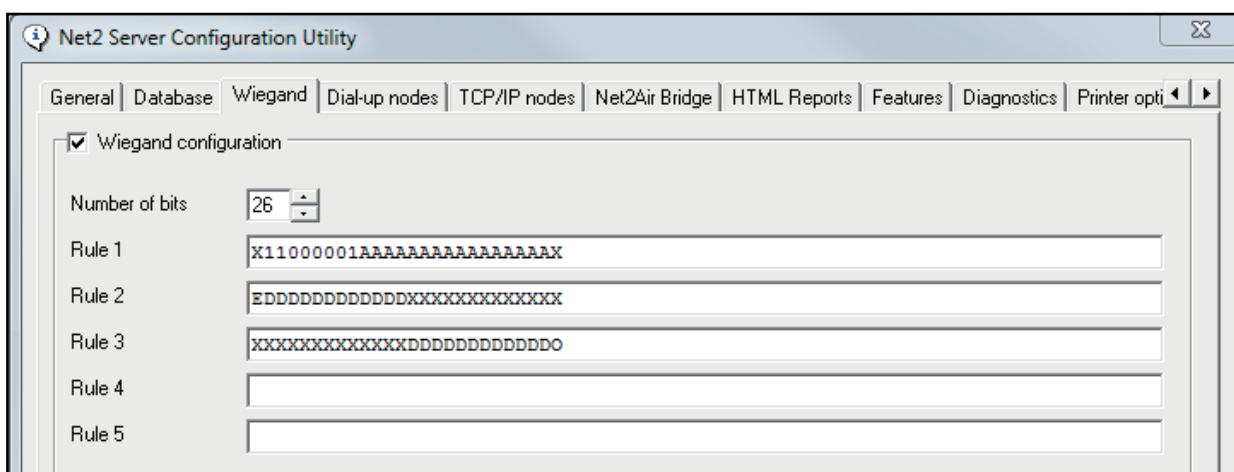 Net2 Server Configuration Utility
General Database Wiegand Dial-up nodes TCP/IP nodes Net2Air Bridge HTML Reports Features Diagnostics Printer opti
Wiegand configuration
Number of bits 26
Rule 1 X11000001AAAAAAAAAAAAAAAAX
Rule 2 EDDDDDDDDDDDDXXXXXXXXXXXXX
Rule 3 XXXXXXXXXXXXXDDDDDDDDDDDDO
Rule 4
Rule 5